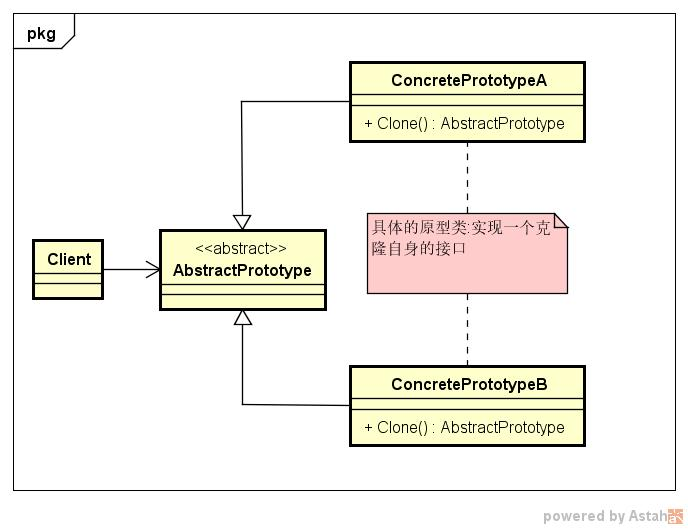 pkg
ConcretePrototypeA
+ Clone() : AbstractPrototype
具体的原型类:实现一个克
隆自身的接口
<<abstract>>
AbstractPrototype
Client
ConcretePrototypeB
+ Clone() : AbstractPrototype
powered by Astah